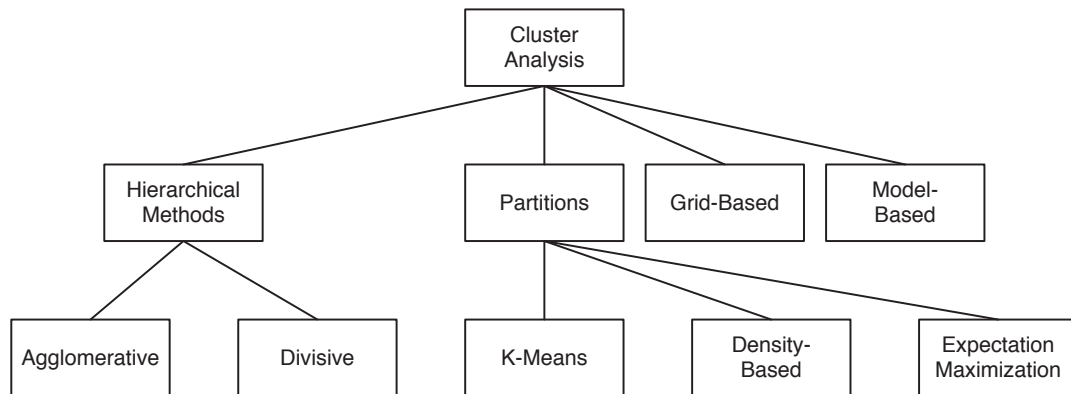 Cluster
Analysis
Hierarchical
Methods
Partitions
Grid-Based
Model-
Based
Agglomerative
Divisive
K-Means
Density-
Based
Expectation
Maximization